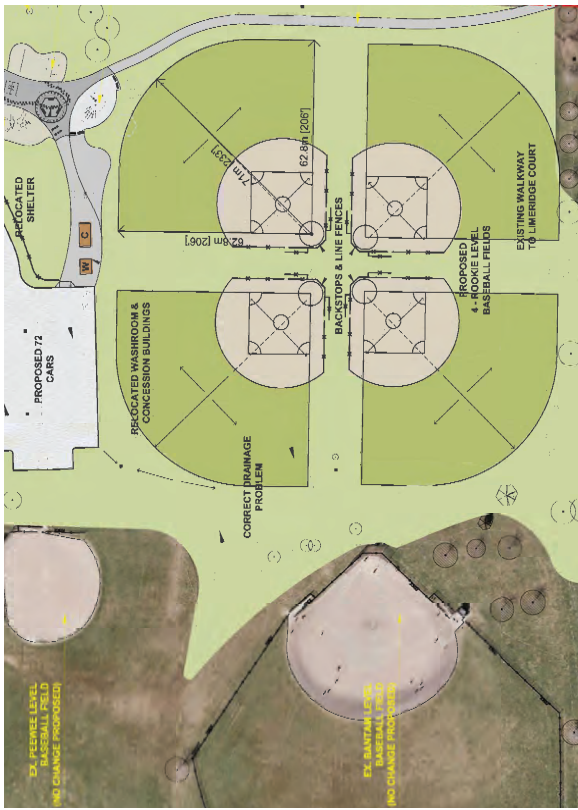 RELOCATED
SHELTER
C
W
PROPOSED 72
CARS
62.8m [206']
71m [233']
62.8m [206']
BACKSTOPS & LINE FENCES
EXISTING WALKWAY
TO LIMERIDGE COURT
PROPOSED
4 - ROOKIE LEVEL
BASEBALL FIELDS
RELOCATED WASHROOM &
CONCESSION BUILDINGS
CORRECT DRAINAGE
PROBLEM
EX. PEEWEE LEVEL
BASEBALL FIELD
(NO CHANGE PROPOSED)
EX. BANTAM LEVEL
BASEBALL FIELD
(NO CHANGE PROPOSED)